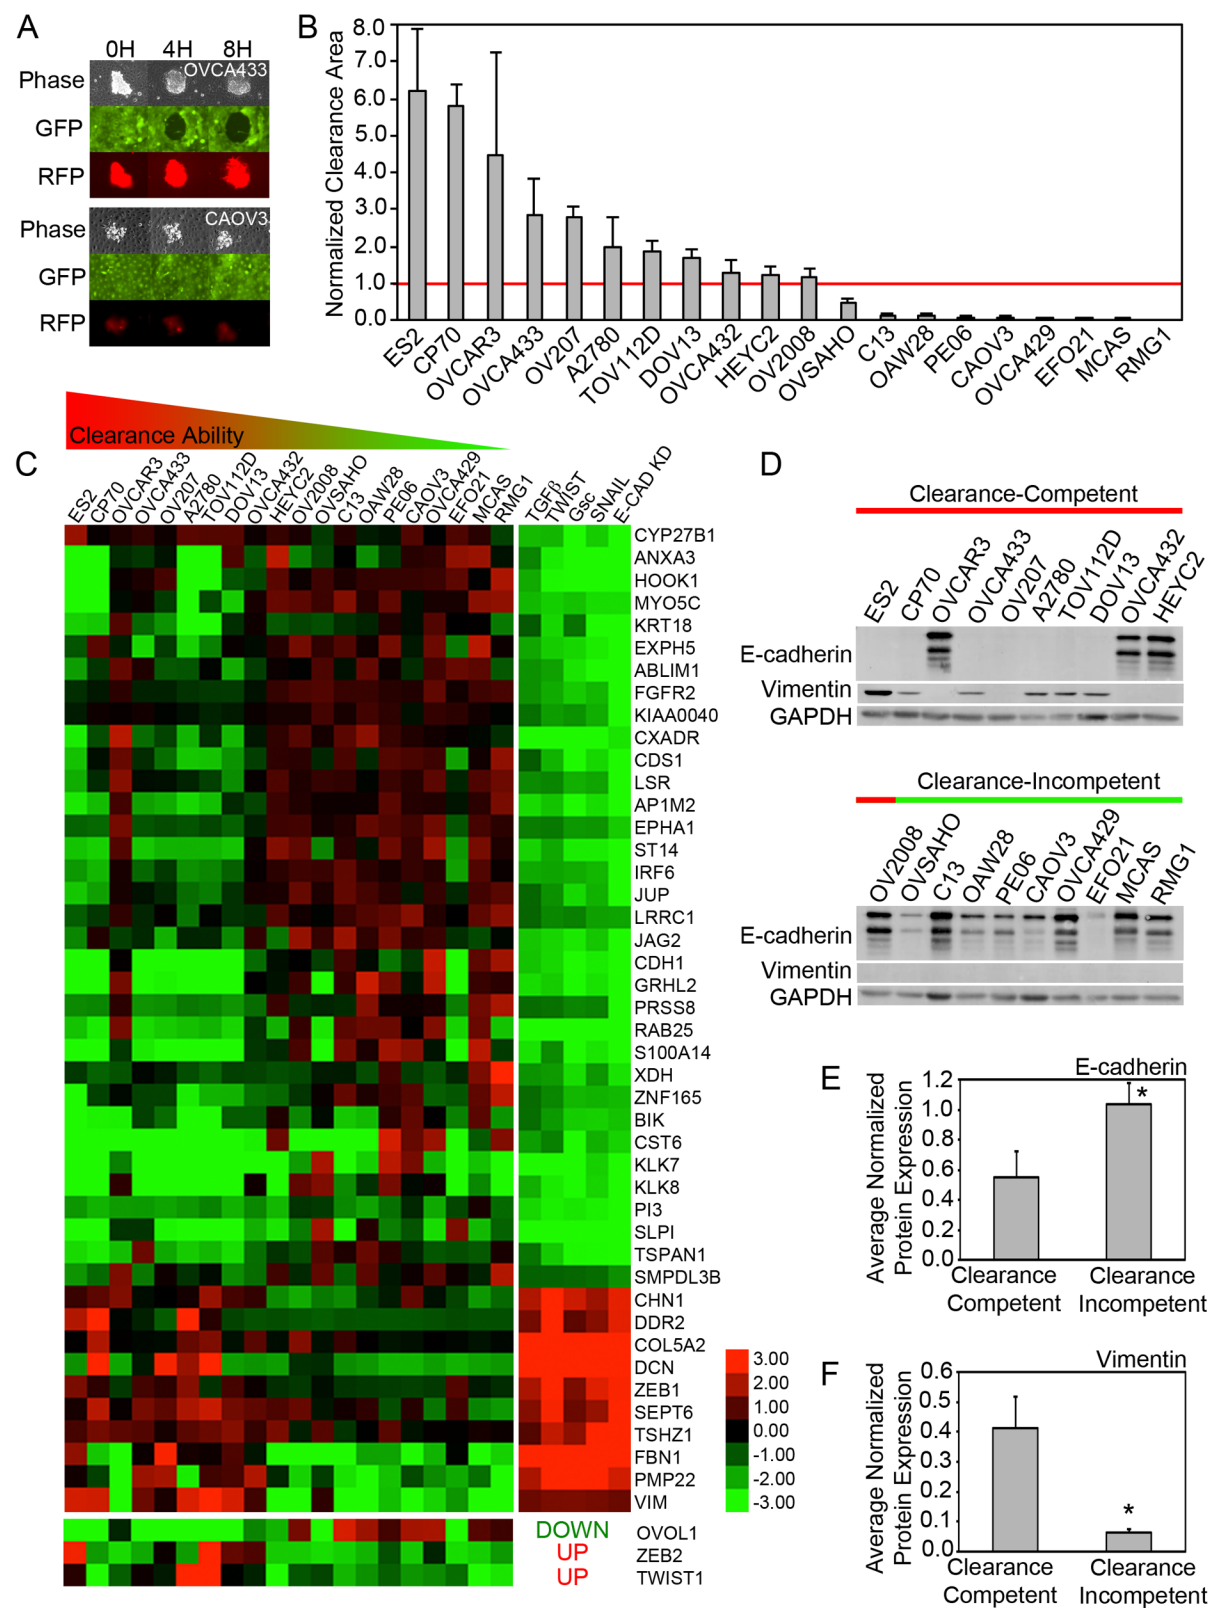 A
0H 4H 8H
Phase
OVCA433
GFP
RFP
Phase
CAOV3
GFP
RFP
B
Normalized Clearance Area
8.0
6.0
5.0
4.0
3.0
2.0
1.0
0.0
ES2
CP70
OVCAR3
OVCA433
OV207
A2780
TOV112D
DOV13
OVCA432
HEYC2
OV2008
OVSAHO
C13
OAW28
PE06
CAOV3
OVCA429
EFO21
MCAS
RMG1
Clearance Ability
C
ES2
CP70
OVCAR3
OVCA433
OV207
A2780
TOV112D
DOV13
OVCA432
HEYC2
OV2008
OVSAHO
C13
OAW28
PE06
CAOV3
OVCA429
EFO21
MCAS
RMG1
TGFβ
TWIST
Gsc
SNAIL
E-CAD KD
CYP27B1
ANXA3
HOOK1
MYO5C
KRT18
EXPH5
ABLIM1
FGFR2
KIAA0040
CXADR
CDS1
LSR
AP1M2
EPHA1
ST14
IRF6
JUP
LRRC1
JAG2
CDH1
GRHL2
PRSS8
RAB25
S100A14
XDH
ZNF165
BIK
CST6
KLK7
KLK8
PI3
SLPI
TSPAN1
SMPDL3B
CHN1
DDR2
COL5A2
DCN
ZEB1
SEPT6
TSHZ1
FBN1
PMP22
VIM
DOWN OVOL1
UP ZEB2
UP TWIST1
3.00
2.00
1.00
0.00
-1.00
-2.00
-3.00
D
Clearance-Competent
ES2
CP70
OVCAR3
OVCA433
OV207
A2780
TOV112D
DOV13
OVCA432
HEYC2
E-cadherin
Vimentin
GAPDH
Clearance-Incompetent
OV2008
OVSAHO
C13
OAW28
PE06
CAOV3
OVCA429
EFO21
MCAS
RMG1
E-cadherin
Vimentin
GAPDH
E
E-cadherin
Average Normalized
Protein Expression
1.2
1.0
0.8
0.6
0.4
0.2
0.0
*
Clearance
Competent
Clearance
Incompetent
F
Vimentin
Average Normalized
Protein Expression
0.6
0.5
0.4
0.3
0.2
0.1
0.0
*
Clearance
Competent
Clearance
Incompetent